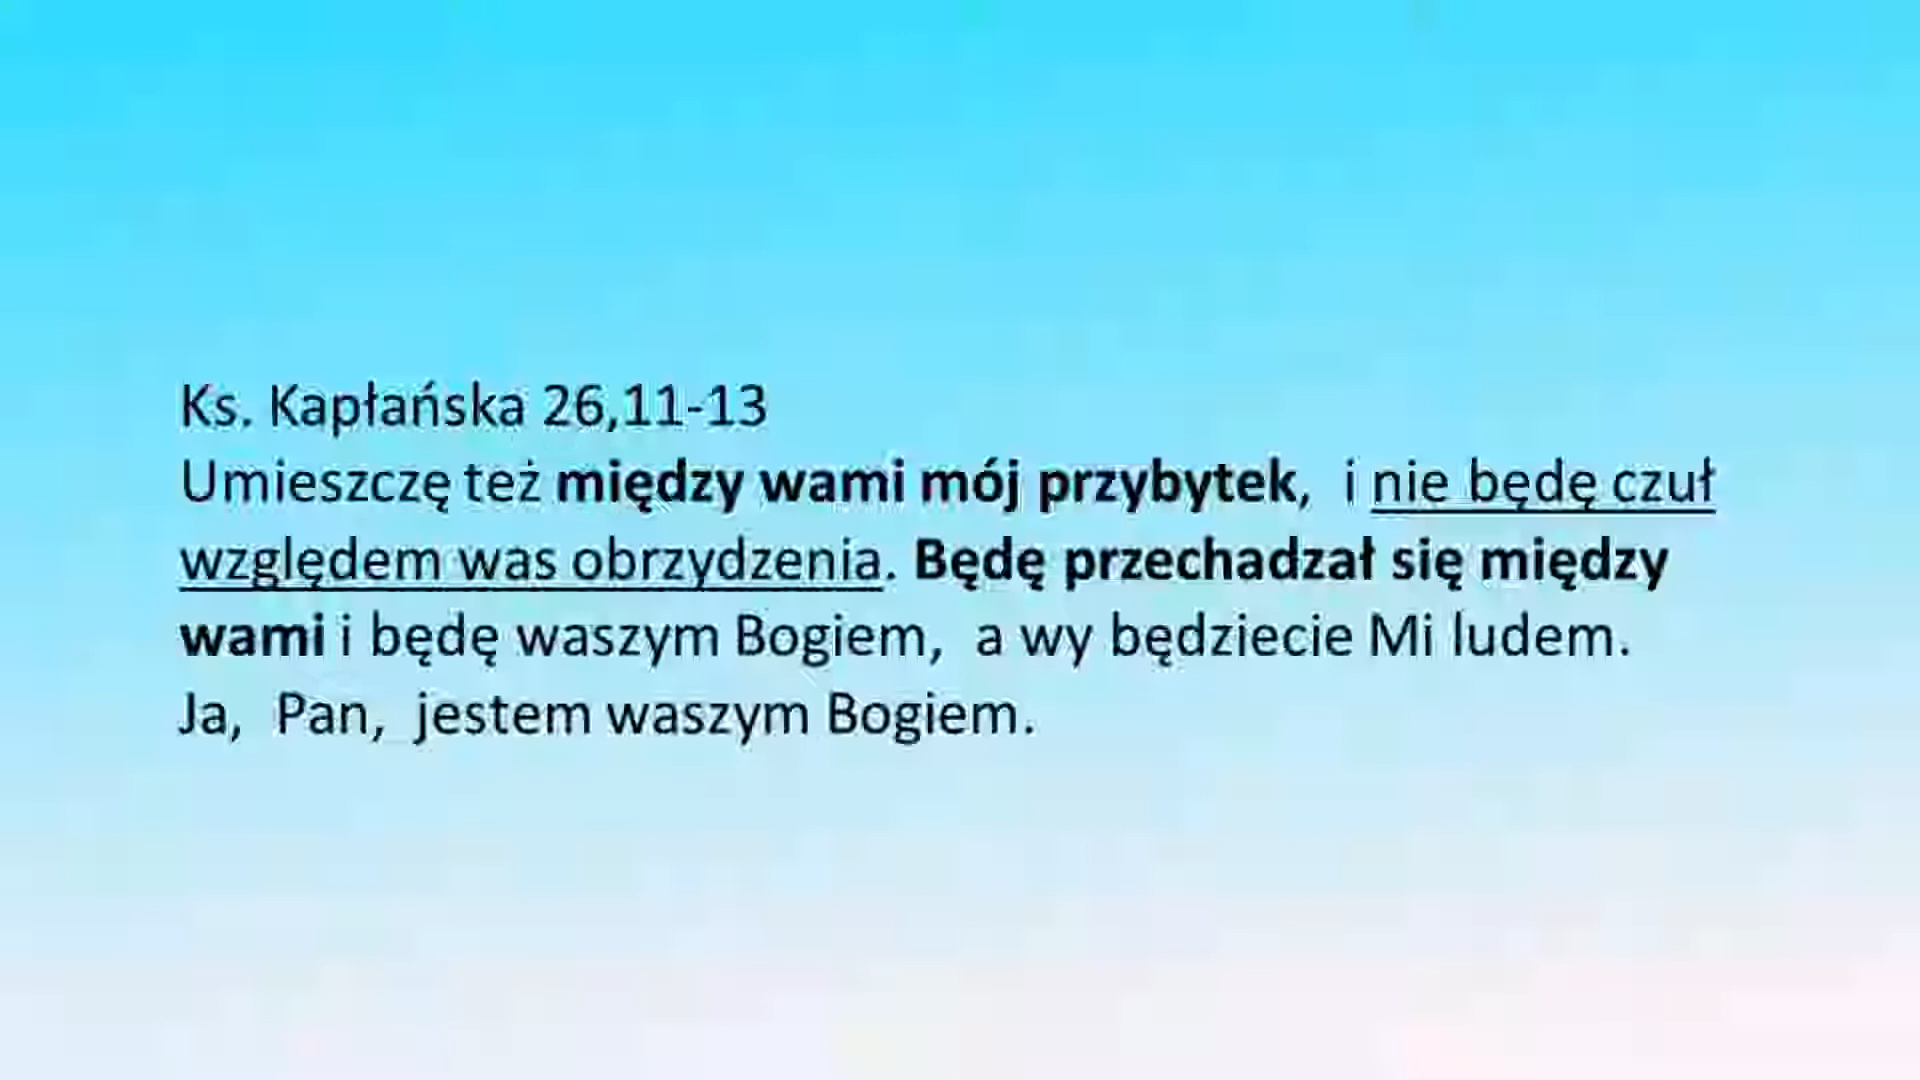 Ks. Kapłańska 26,11-13
Umieszczę też między wami mój przybytek, i nie będę czuł
względem was obrzydzenia. Będę przechadzał się między
wami i będę waszym Bogiem, a wy będziecie Mi ludem.
Ja, Pan, jestem waszym Bogiem.